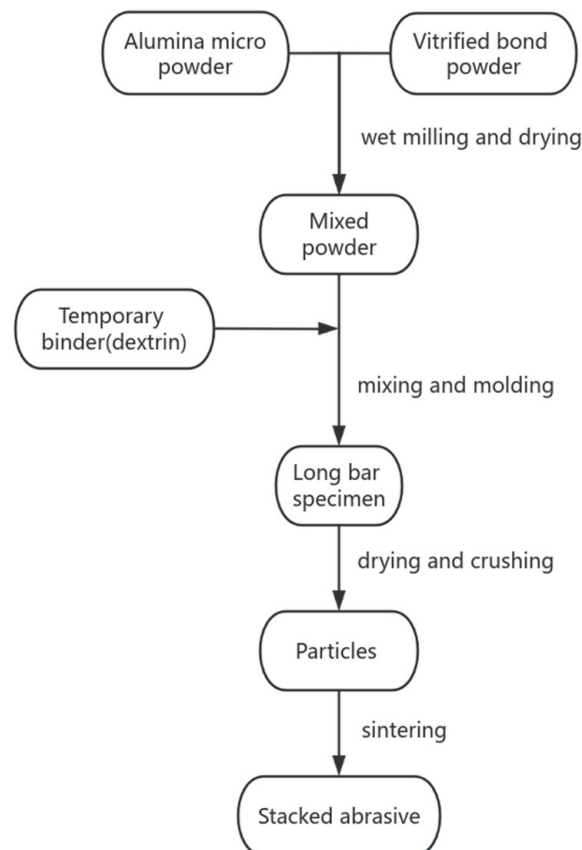 Alumina micro
powder
Vitrified bond
powder
wet milling and drying
Mixed
powder
Temporary
binder(dextrin)
mixing and molding
Long bar
specimen
drying and crushing
Particles
sintering
Stacked abrasive